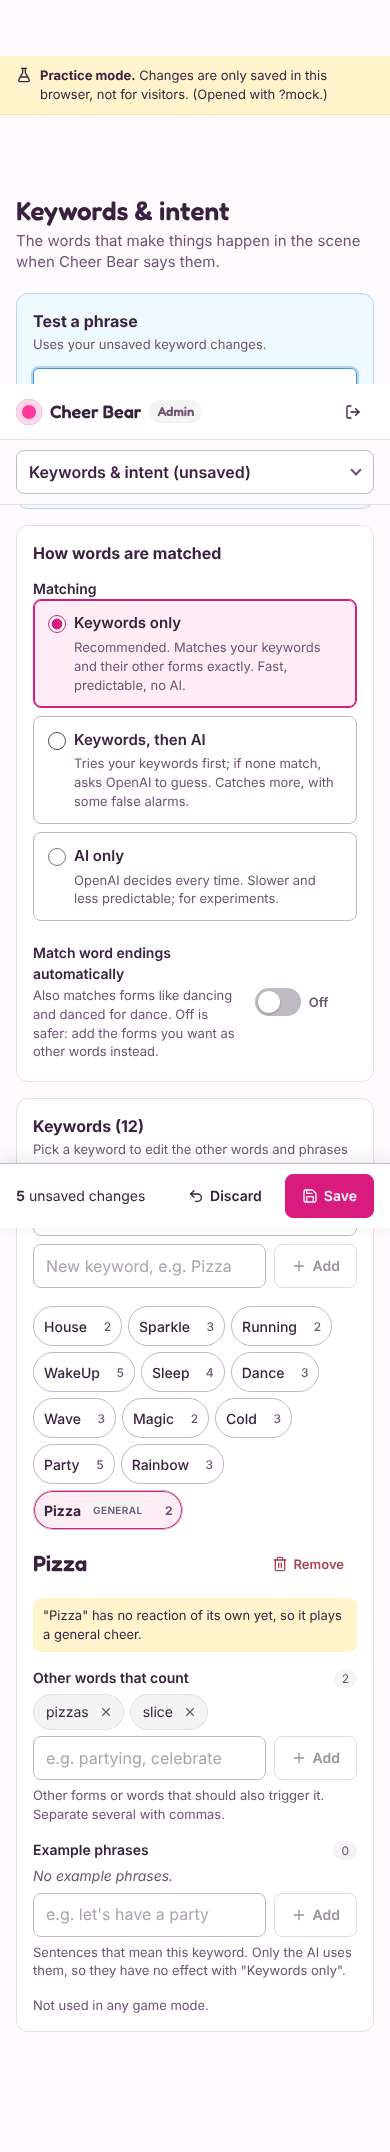 Practice mode. Changes are only saved in this
browser, not for visitors. (Opened with ?mock.)
Keywords & intent
The words that make things happen in the scene
when Cheer Bear says them.
Test a phrase
Uses your unsaved keyword changes.
Cheer Bear Admin
Keywords & intent (unsaved)
How words are matched
Matching
Keywords only
Recommended. Matches your keywords
and their other forms exactly. Fast,
predictable, no AI.
Keywords, then AI
Tries your keywords first; if none match,
asks OpenAI to guess. Catches more, with
some false alarms.
AI only
OpenAI decides every time. Slower and
less predictable; for experiments.
Match word endings
automatically
Also matches forms like dancing
and danced for dance. Off is
safer: add the forms you want as
other words instead.
Off
Keywords (12)
Pick a keyword to edit the other words and phrases
5 unsaved changes Discard Save
New keyword, e.g. Pizza Add
House 2 Sparkle 3 Running 2
WakeUp 5 Sleep 4 Dance 3
Wave 3 Magic 2 Cold 3
Party 5 Rainbow 3
Pizza GENERAL 2
Pizza Remove
"Pizza" has no reaction of its own yet, so it plays
a general cheer.
Other words that count 2
pizzas slice
e.g. partying, celebrate Add
Other forms or words that should also trigger it.
Separate several with commas.
Example phrases 0
No example phrases.
e.g. let's have a party Add
Sentences that mean this keyword. Only the AI uses
them, so they have no effect with "Keywords only".
Not used in any game mode.